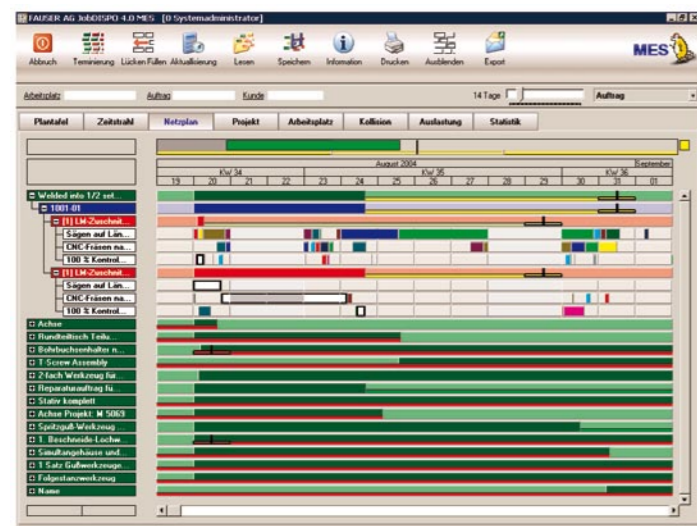 FAUSER AG JobDISPO 4.0 MES [0 Systemadministrator]
Abbruch Terminierung Lücken Füllen Aktuallisierung Lesen Speichern Information Drucken Ausblenden Export
MES
Arbeitsplatz Auftrag Kunde 14 Tage Auftrag
Plantafel Zeitstrahl Netzplan Projekt Arbeitsplatz Kollision Auslastung Statistik
August 2004 September
KW 34 KW 35 KW 36
19 20 21 22 23 24 25 26 27 28 29 30 31 01
Welded into 1/2 set...
1001-01
[1] LM-Zuschnit...
Sägen auf Län...
CNC-Fräsen na...
100 % Kontrol...
[1] LM-Zuschnit...
Sägen auf Län...
CNC-Fräsen na...
100 % Kontrol...
Achse
Rundteiltisch Teilu...
Bohrbuchsenhalter n...
T-Screw Assembly
2-fach Werkzeug für...
Reparaturauftrag fü...
Stativ komplett
Achse Projekt: M 5069
Spritzguß-Werkzeug ...
1. Beschneide-Lochw...
Simultangehäuse und...
1 Satz Gußwerkzeuge...
Folgestanzwerkzeug
Name